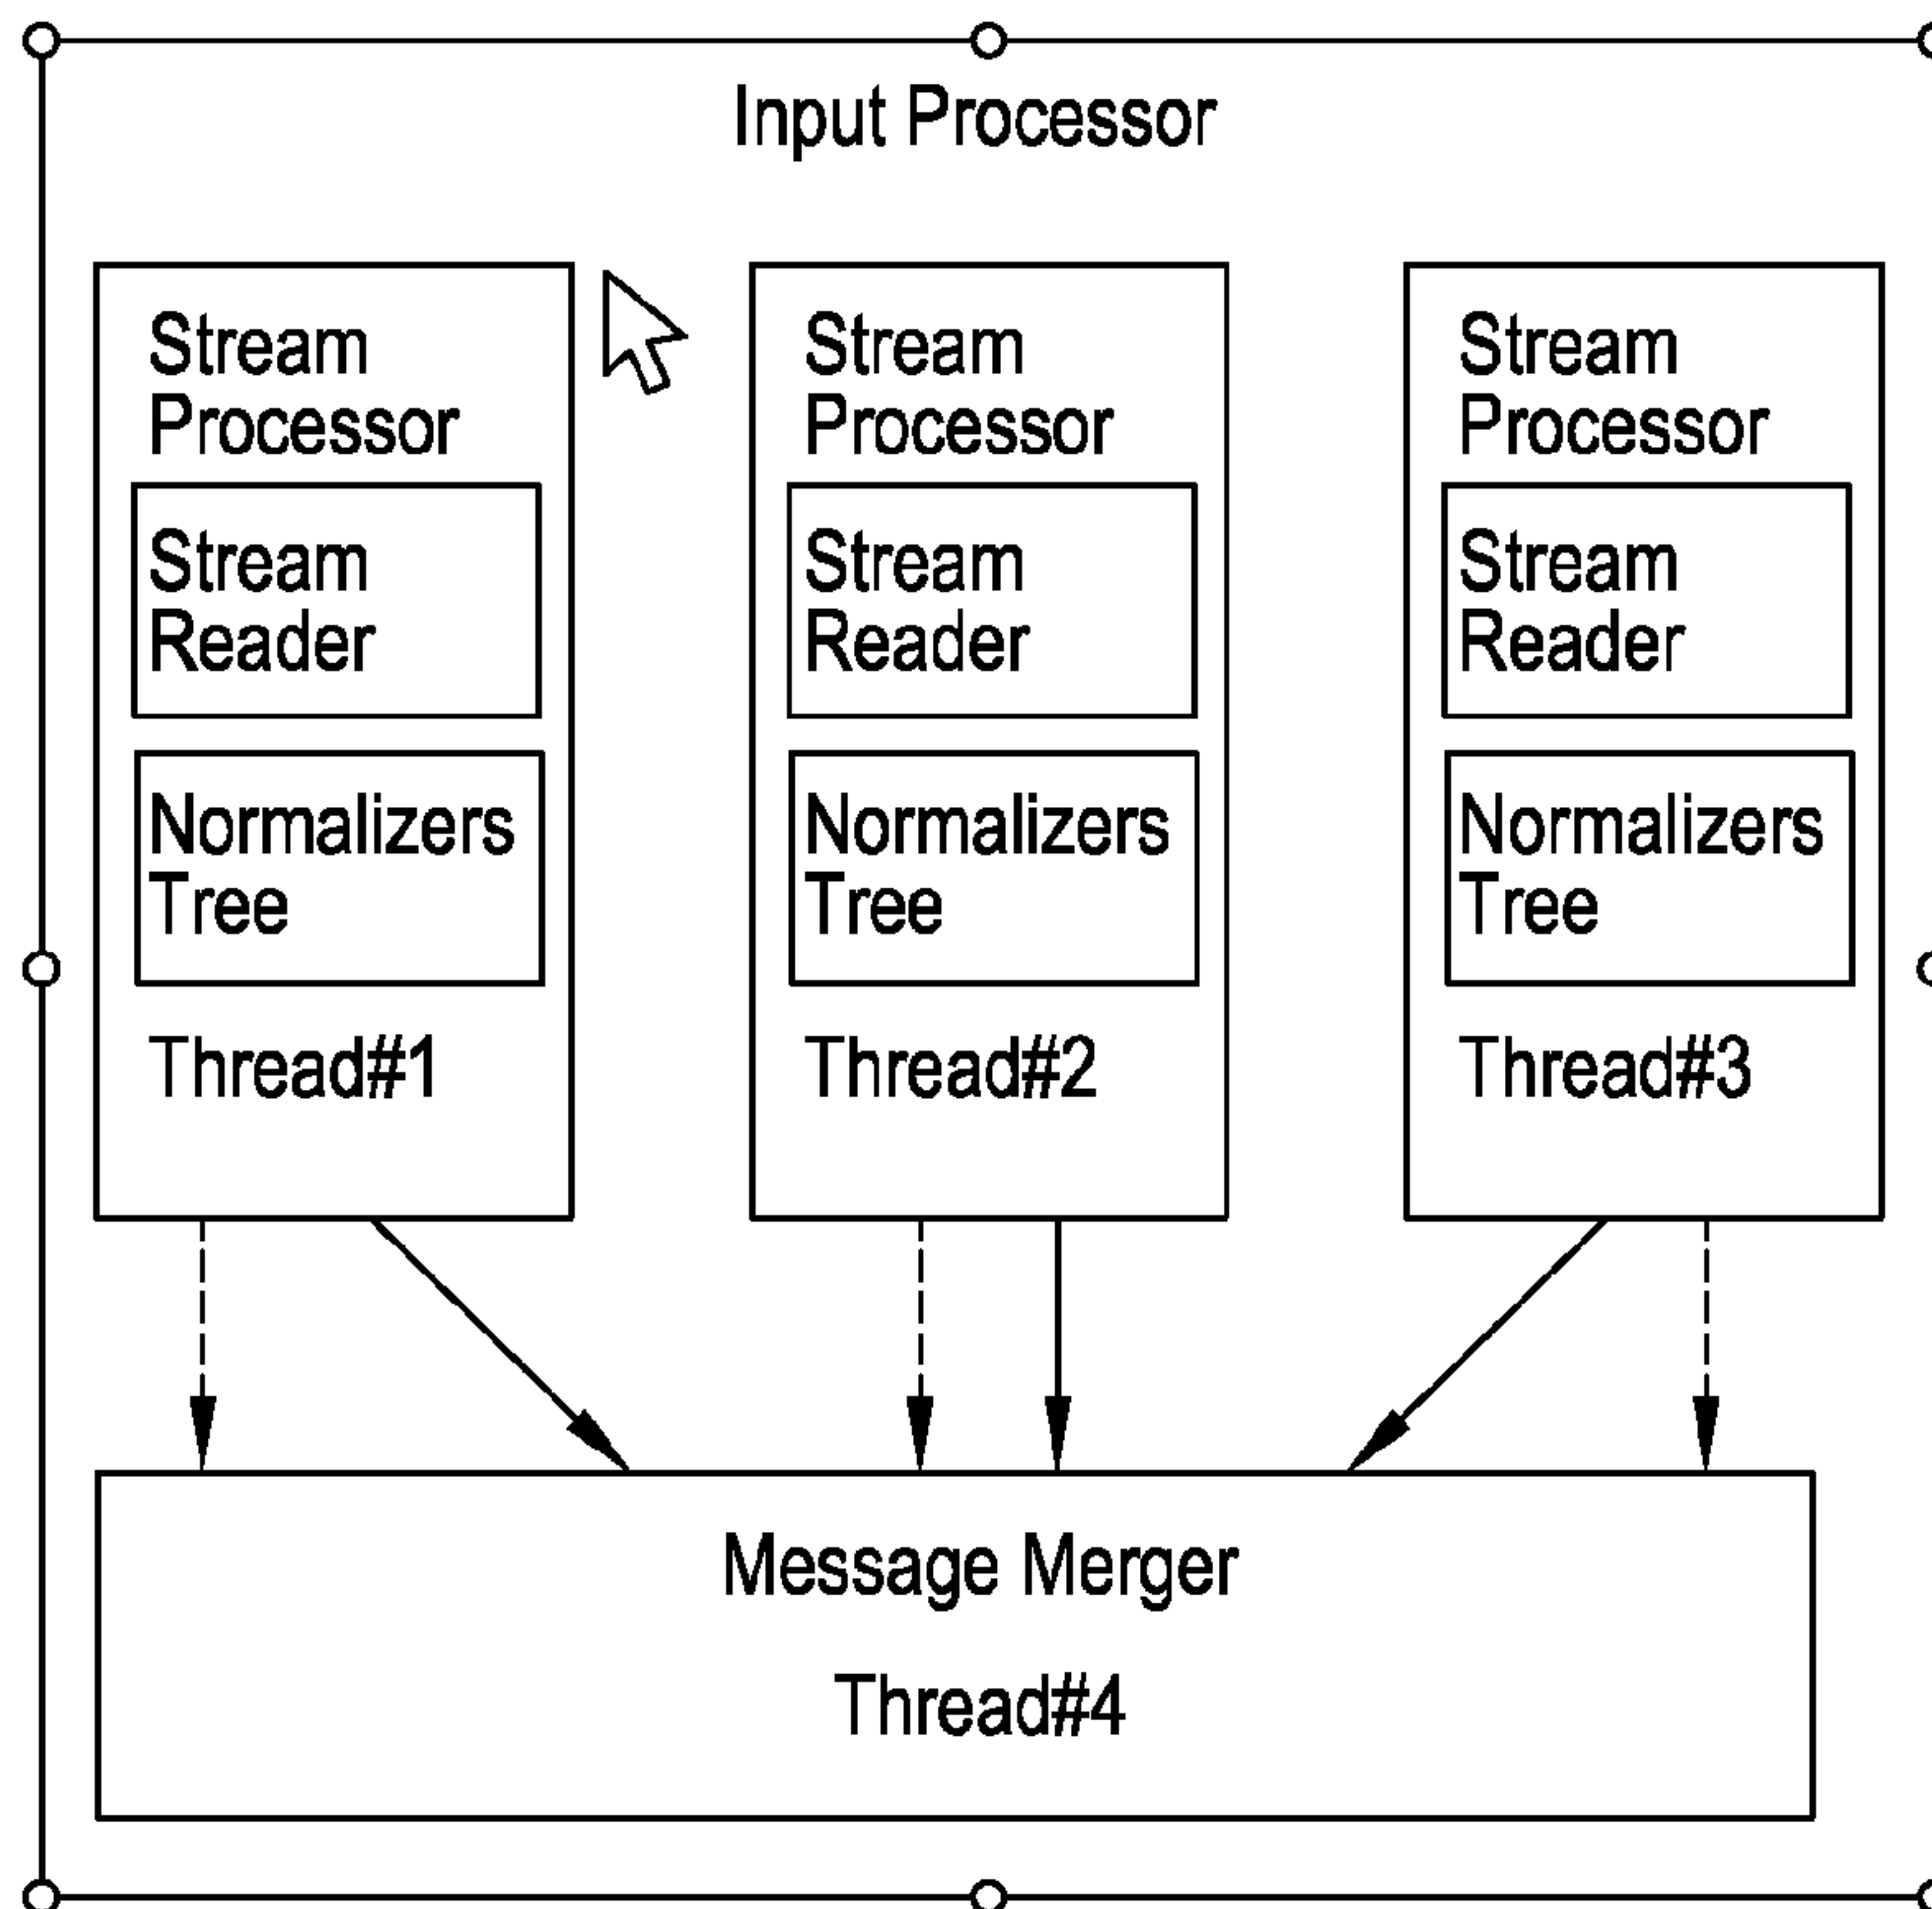 Input Processor
Stream
Processor
Stream
Reader
Normalizers
Tree
Thread#1
Stream
Processor
Stream
Reader
Normalizers
Tree
Thread#2
Stream
Processor
Stream
Reader
Normalizers
Tree
Thread#3
Message Merger
Thread#4